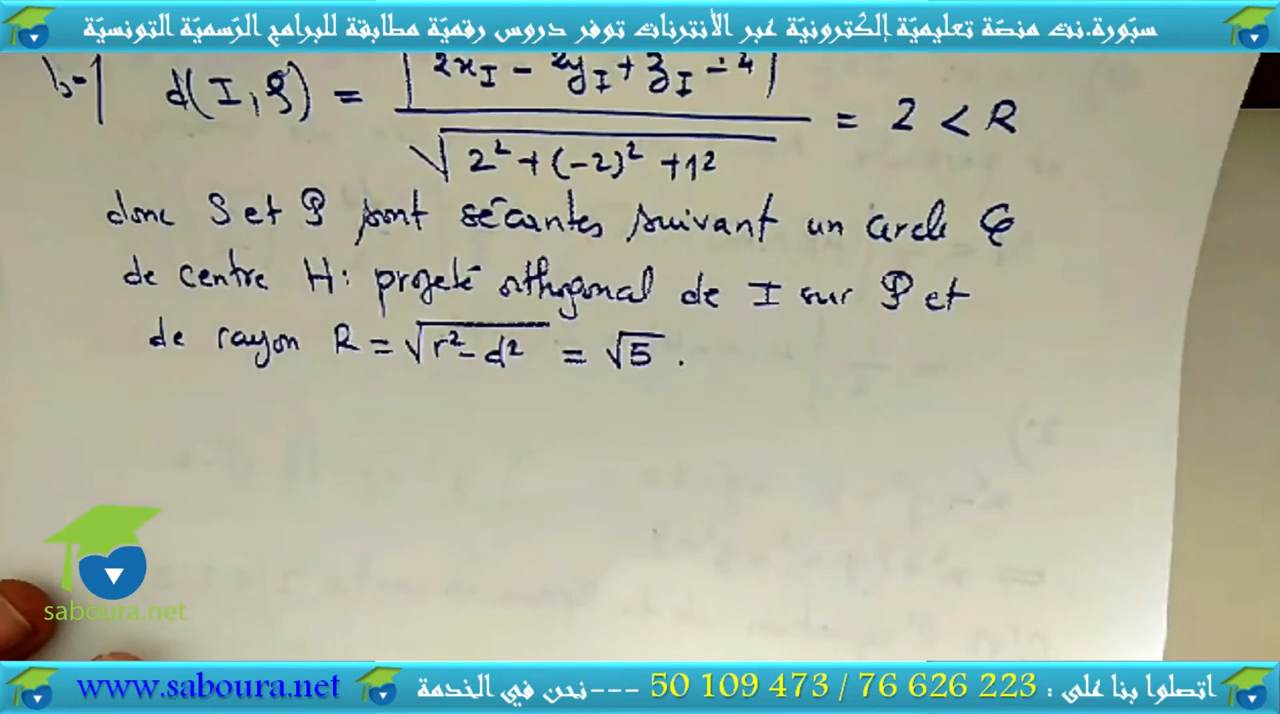 سبّورة.نت منصّة تعليميّة إلكترونيّة عبر الأنترنات توفر دروس رقميّة مطابقة للبرامج الرّسميّة التونسيّة
b-) d(I,P) = |2x_I - 2y_I + z_I - 4| / √(2² + (-2)² + 1²) = 2 < R
donc S et P sont sécantes suivant un cercle C
de centre H: projeté orthogonal de I sur P et
de rayon R = √(r² - d²) = √5.
saboura.net
www.saboura.net اتصلوا بنا على : 50 109 473 / 76 626 223 ---نحن في الخدمة